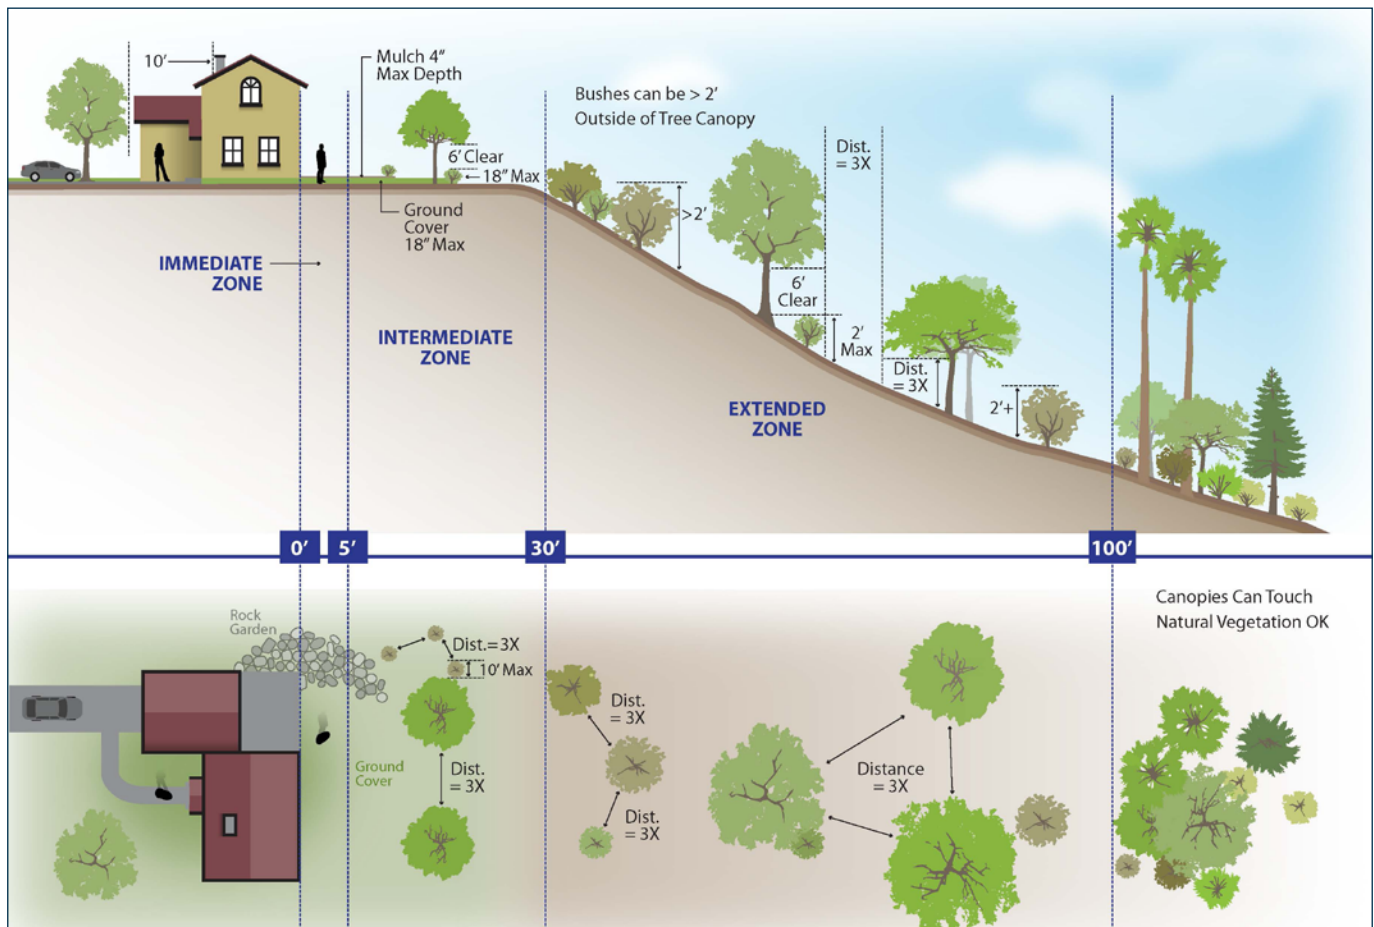 10'
Mulch 4"
Max Depth
6' Clear
18" Max
Ground
Cover
18" Max
Bushes can be > 2'
Outside of Tree Canopy
>2'
Dist.
= 3X
6'
Clear
2'
Max
Dist.
= 3X
2'+
IMMEDIATE
ZONE
INTERMEDIATE
ZONE
EXTENDED
ZONE
0'
5'
30'
100'
Rock
Garden
Dist.= 3X
10' Max
Ground
Cover
Dist.
= 3X
Dist.
= 3X
Dist.
= 3X
Distance
= 3X
Canopies Can Touch
Natural Vegetation OK